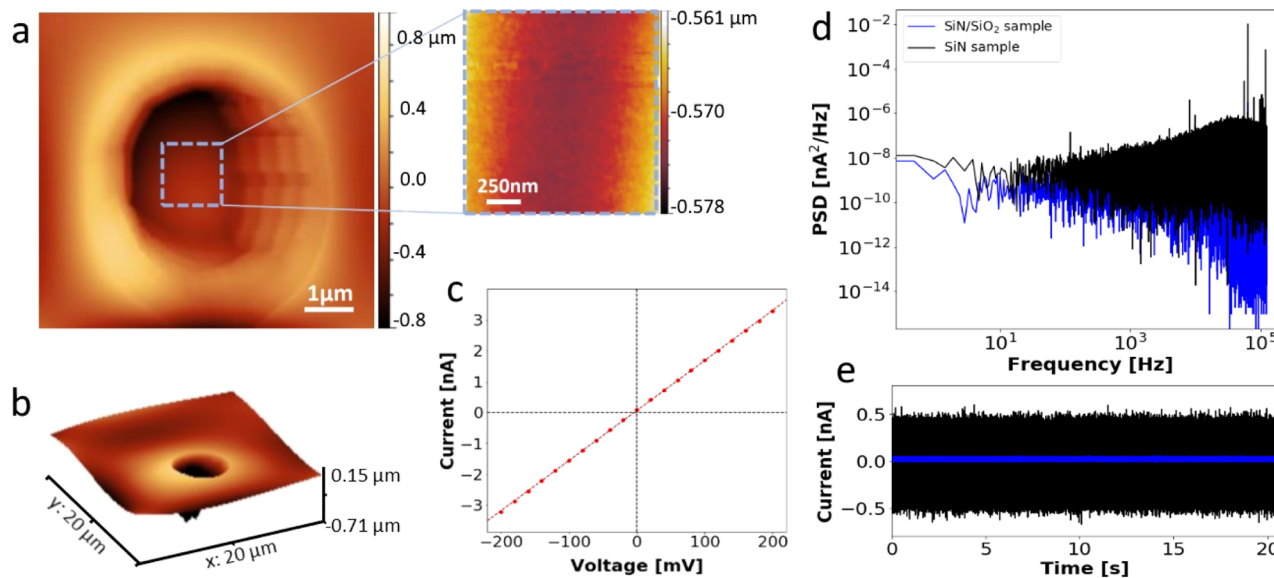 a
0.8 µm
0.4
0.0
-0.4
-0.8
1µm
-0.561 µm
-0.570
-0.578
250nm
b
0.15 µm
-0.71 µm
y: 20 µm
x: 20 µm
c
Current [nA]
3
2
1
0
−1
−2
−3
−200
−100
0
100
200
Voltage [mV]
d
SiN/SiO₂ sample
SiN sample
PSD [nA²/Hz]
10⁻²
10⁻⁴
10⁻⁶
10⁻⁸
10⁻¹⁰
10⁻¹²
10⁻¹⁴
10¹
10³
10⁵
Frequency [Hz]
e
Current [nA]
0.5
0.0
−0.5
0
5
10
15
20
Time [s]